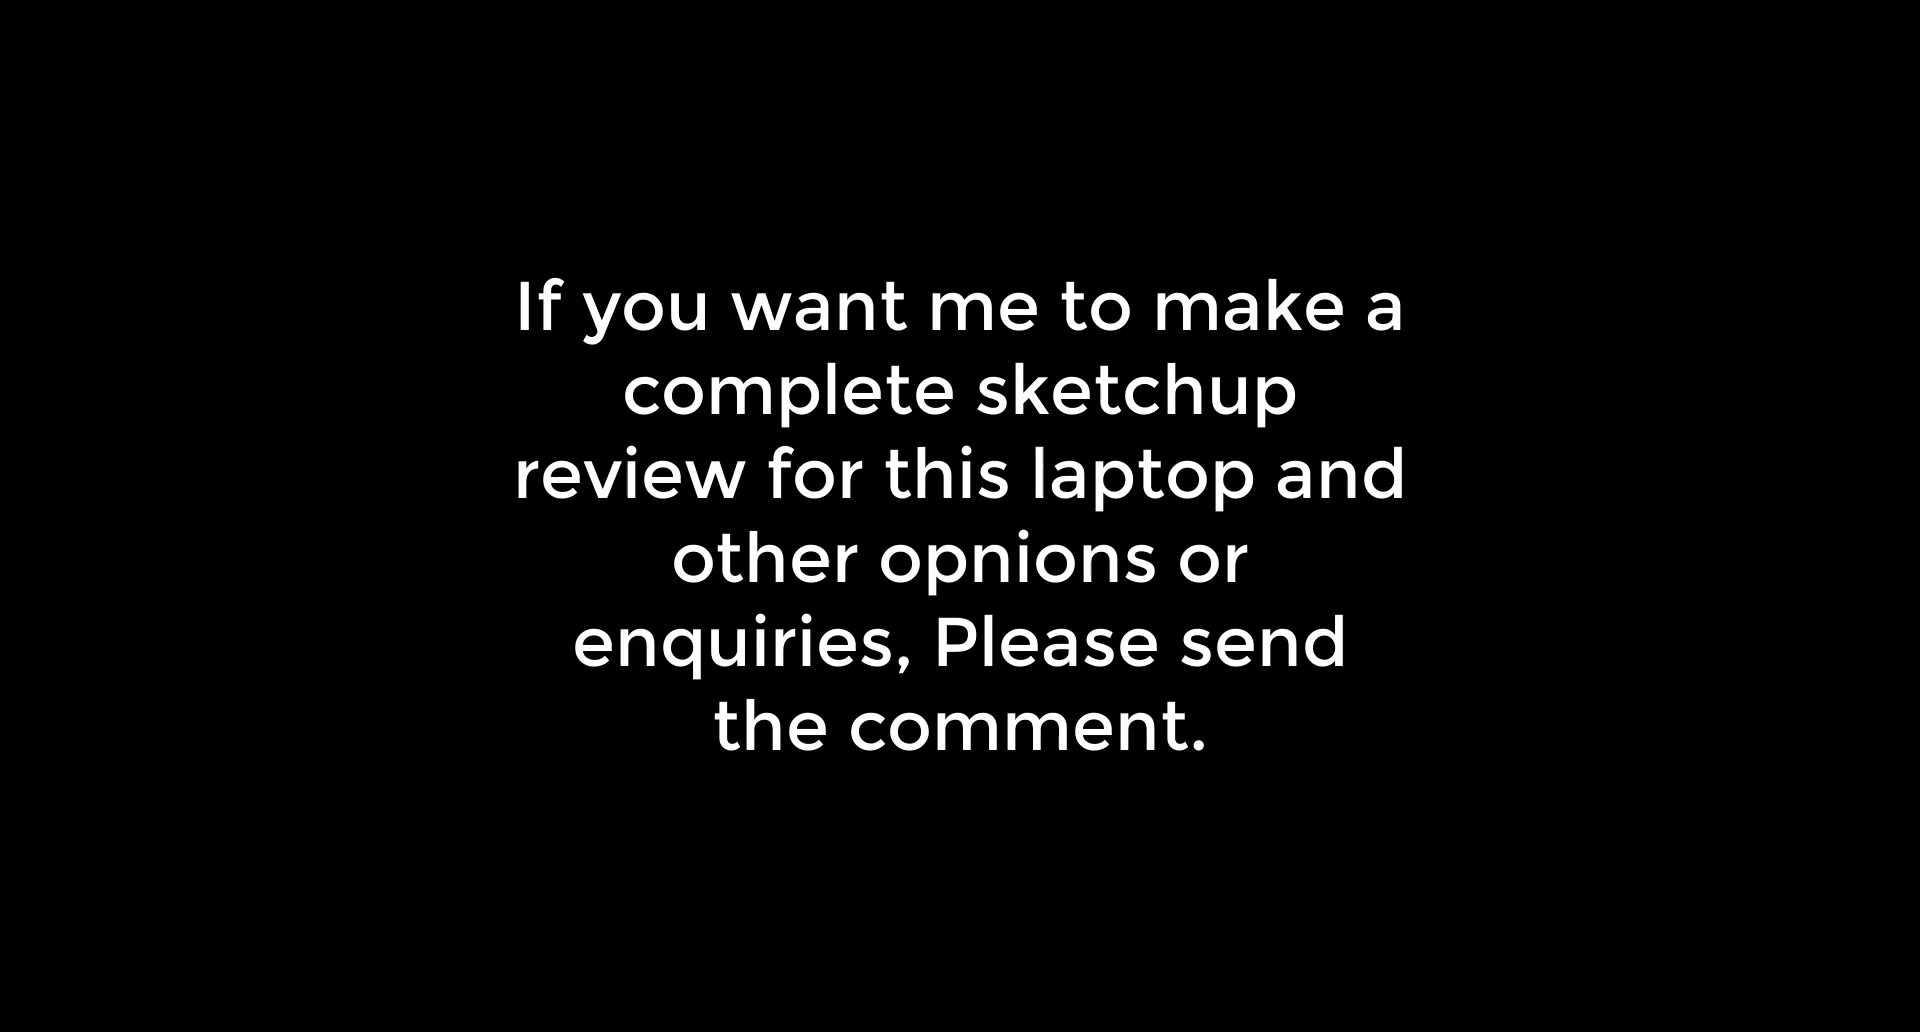 If you want me to make a
complete sketchup
review for this laptop and
other opnions or
enquiries, Please send
the comment.